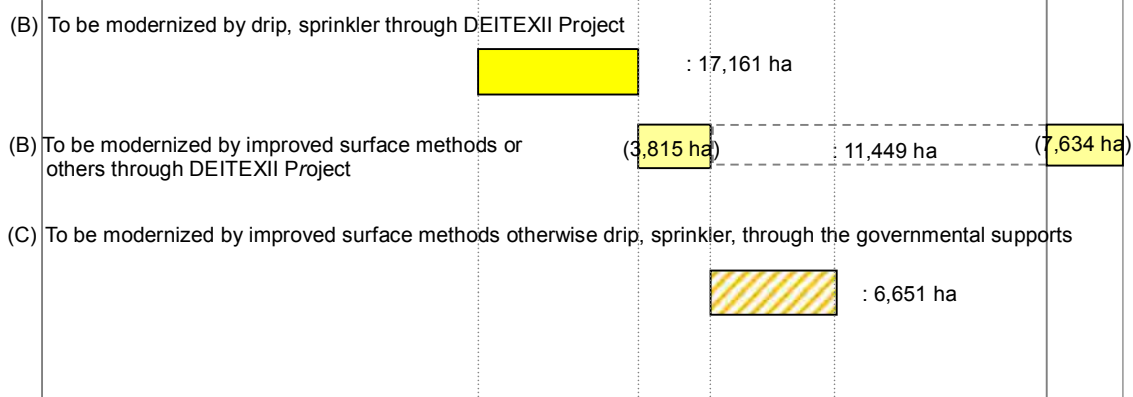 (B) To be modernized by drip, sprinkler through DEITEXII Project
: 17,161 ha
(B) To be modernized by improved surface methods or
others through DEITEXII Project
(3,815 ha)
: 11,449 ha
(7,634 ha)
(C) To be modernized by improved surface methods otherwise drip, sprinkler, through the governmental supports
: 6,651 ha